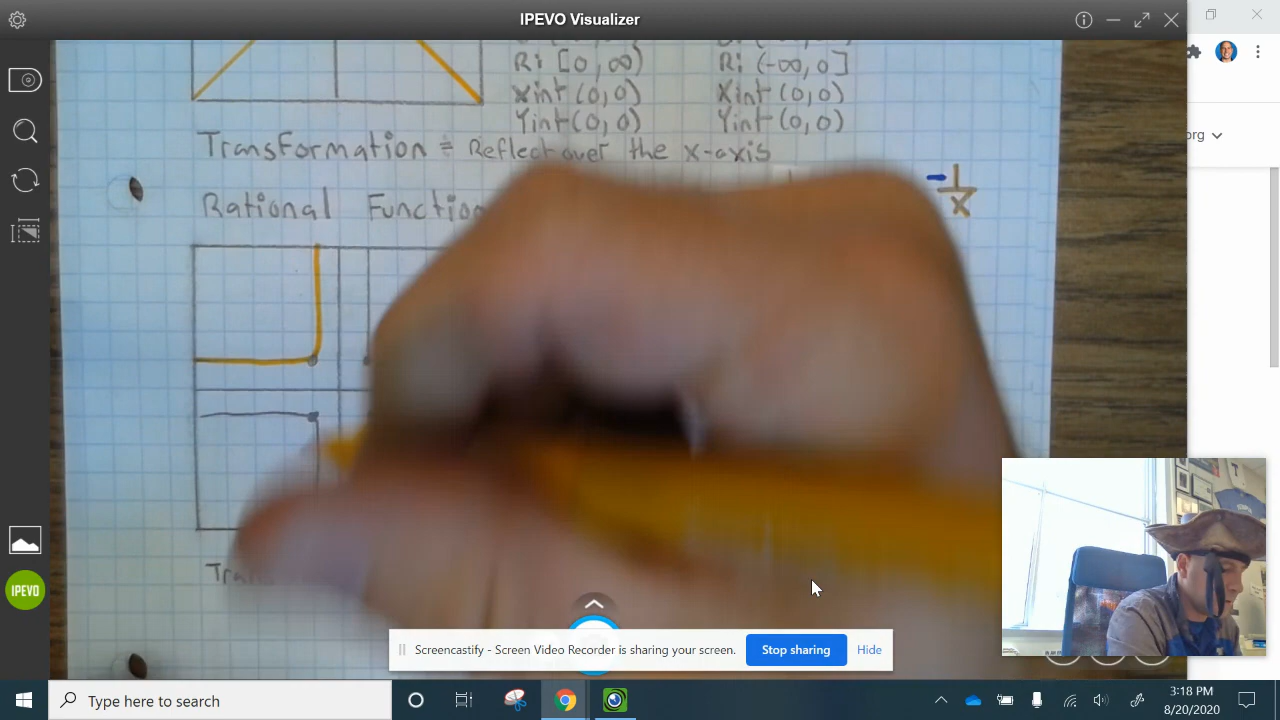 IPEVO Visualizer
R: [0, ∞) R: (-∞, 0]
Xint (0,0) Xint (0,0)
Yint (0,0) Yint (0,0)
Transformation = Reflect over the x-axis
Rational Function
-1/x
org
IPEVO
Screencastify - Screen Video Recorder is sharing your screen.
Stop sharing
Hide
Type here to search
3:18 PM
8/20/2020